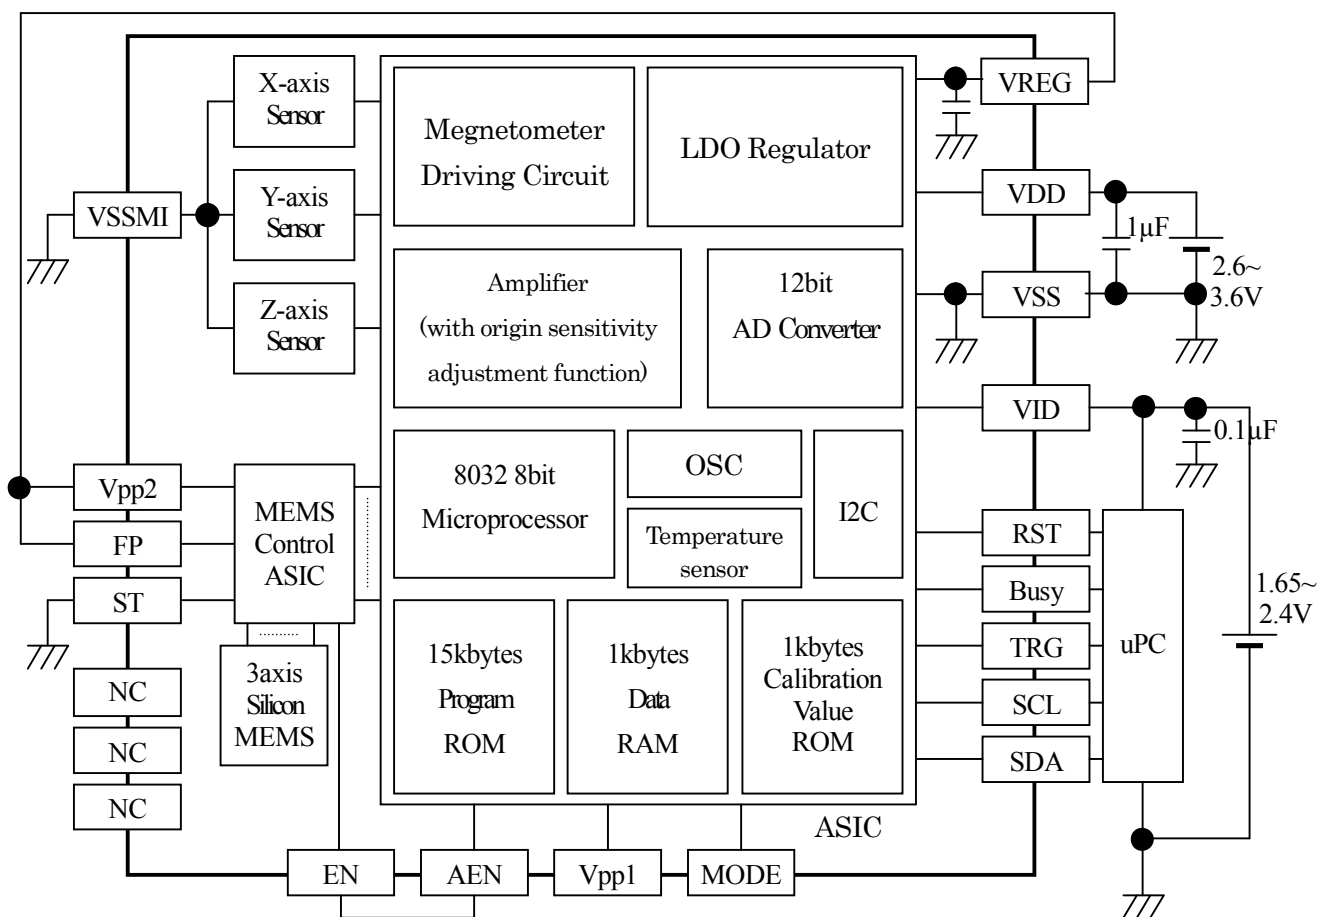 X-axis
Sensor
Megnetometer
Driving Circuit
LDO Regulator
VREG
VSSMI
Y-axis
Sensor
VDD
1μF
2.6~
3.6V
Z-axis
Sensor
Amplifier
(with origin sensitivity
adjustment function)
12bit
AD Converter
VSS
VID
0.1μF
Vpp2
FP
ST
MEMS
Control
ASIC
8032 8bit
Microprocessor
OSC
Temperature
sensor
I2C
RST
Busy
TRG
SCL
SDA
uPC
1.65~
2.4V
NC
NC
NC
3axis
Silicon
MEMS
15kbytes
Program
ROM
1kbytes
Data
RAM
1kbytes
Calibration
Value
ROM
ASIC
EN
AEN
Vpp1
MODE